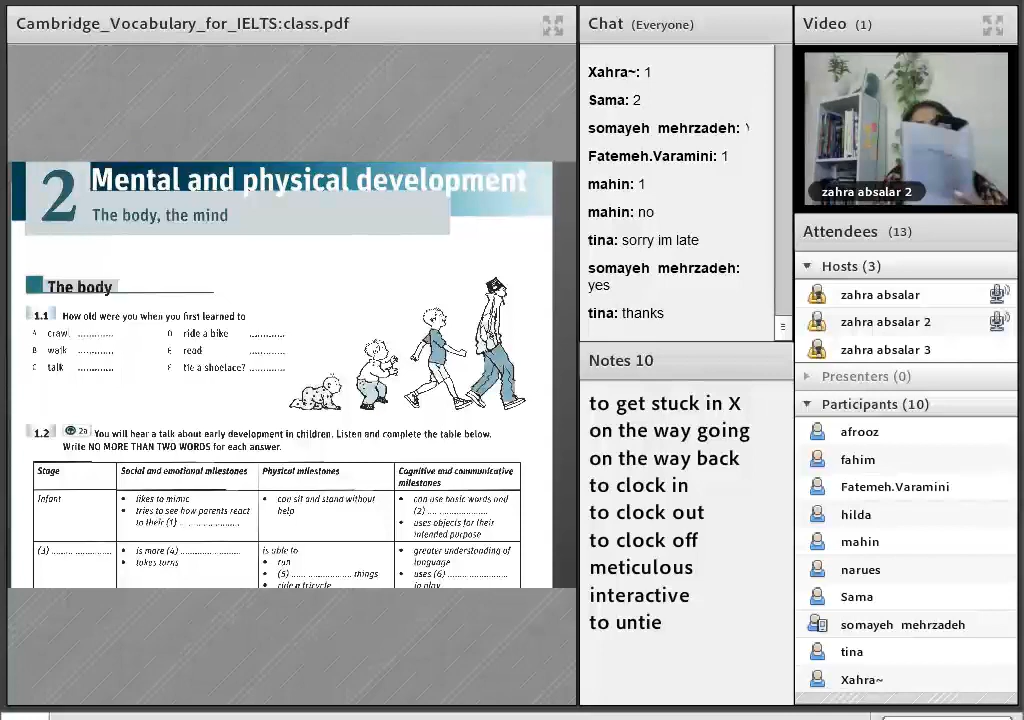 Cambridge_Vocabulary_for_IELTS:class.pdf
2
Mental and physical development
The body, the mind
The body
1.1 How old were you when you first learned to
A crawl ............ D ride a bike ............
B walk ............ E read ............
C talk ............ F tie a shoelace? ............
1.2 2a You will hear a talk about early development in children. Listen and complete the table below.
Write NO MORE THAN TWO WORDS for each answer.
Stage
Social and emotional milestones
Physical milestones
Cognitive and communicative
milestones
Infant
• likes to mimic
• tries to see how parents react
to their (1) ....................
• can sit and stand without
help
• can use basic words and
(2) ....................
• uses objects for their
intended purpose
(3) ....................
• is more (4) ....................
• takes turns
is able to
• run
• (5) .................... things
• ride a tricycle
• greater understanding of
language
• uses (6) ....................
in play
Chat (Everyone)
Xahra~: 1
Sama: 2
somayeh mehrzadeh: ۱
Fatemeh.Varamini: 1
mahin: 1
mahin: no
tina: sorry im late
somayeh mehrzadeh:
yes
tina: thanks
Notes 10
to get stuck in X
on the way going
on the way back
to clock in
to clock out
to clock off
meticulous
interactive
to untie
Video (1)
zahra absalar 2
Attendees (13)
Hosts (3)
zahra absalar
zahra absalar 2
zahra absalar 3
Presenters (0)
Participants (10)
afrooz
fahim
Fatemeh.Varamini
hilda
mahin
narues
Sama
somayeh mehrzadeh
tina
Xahra~